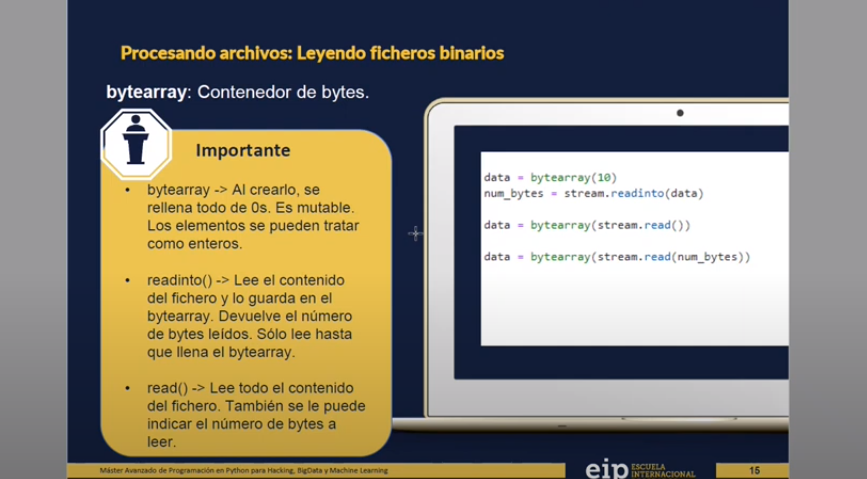 Procesando archivos: Leyendo ficheros binarios
bytearray: Contenedor de bytes.
Importante
• bytearray -> Al crearlo, se
rellena todo de 0s. Es mutable.
Los elementos se pueden tratar
como enteros.
• readinto() -> Lee el contenido
del fichero y lo guarda en el
bytearray. Devuelve el número
de bytes leídos. Sólo lee hasta
que llena el bytearray.
• read() -> Lee todo el contenido
del fichero. También se le puede
indicar el número de bytes a
leer.
data = bytearray(10)
num_bytes = stream.readinto(data)
data = bytearray(stream.read())
data = bytearray(stream.read(num_bytes))
Máster Avanzado de Programación en Python para Hacking, BigData y Machine Learning
eip ESCUELA
INTERNACIONAL
15